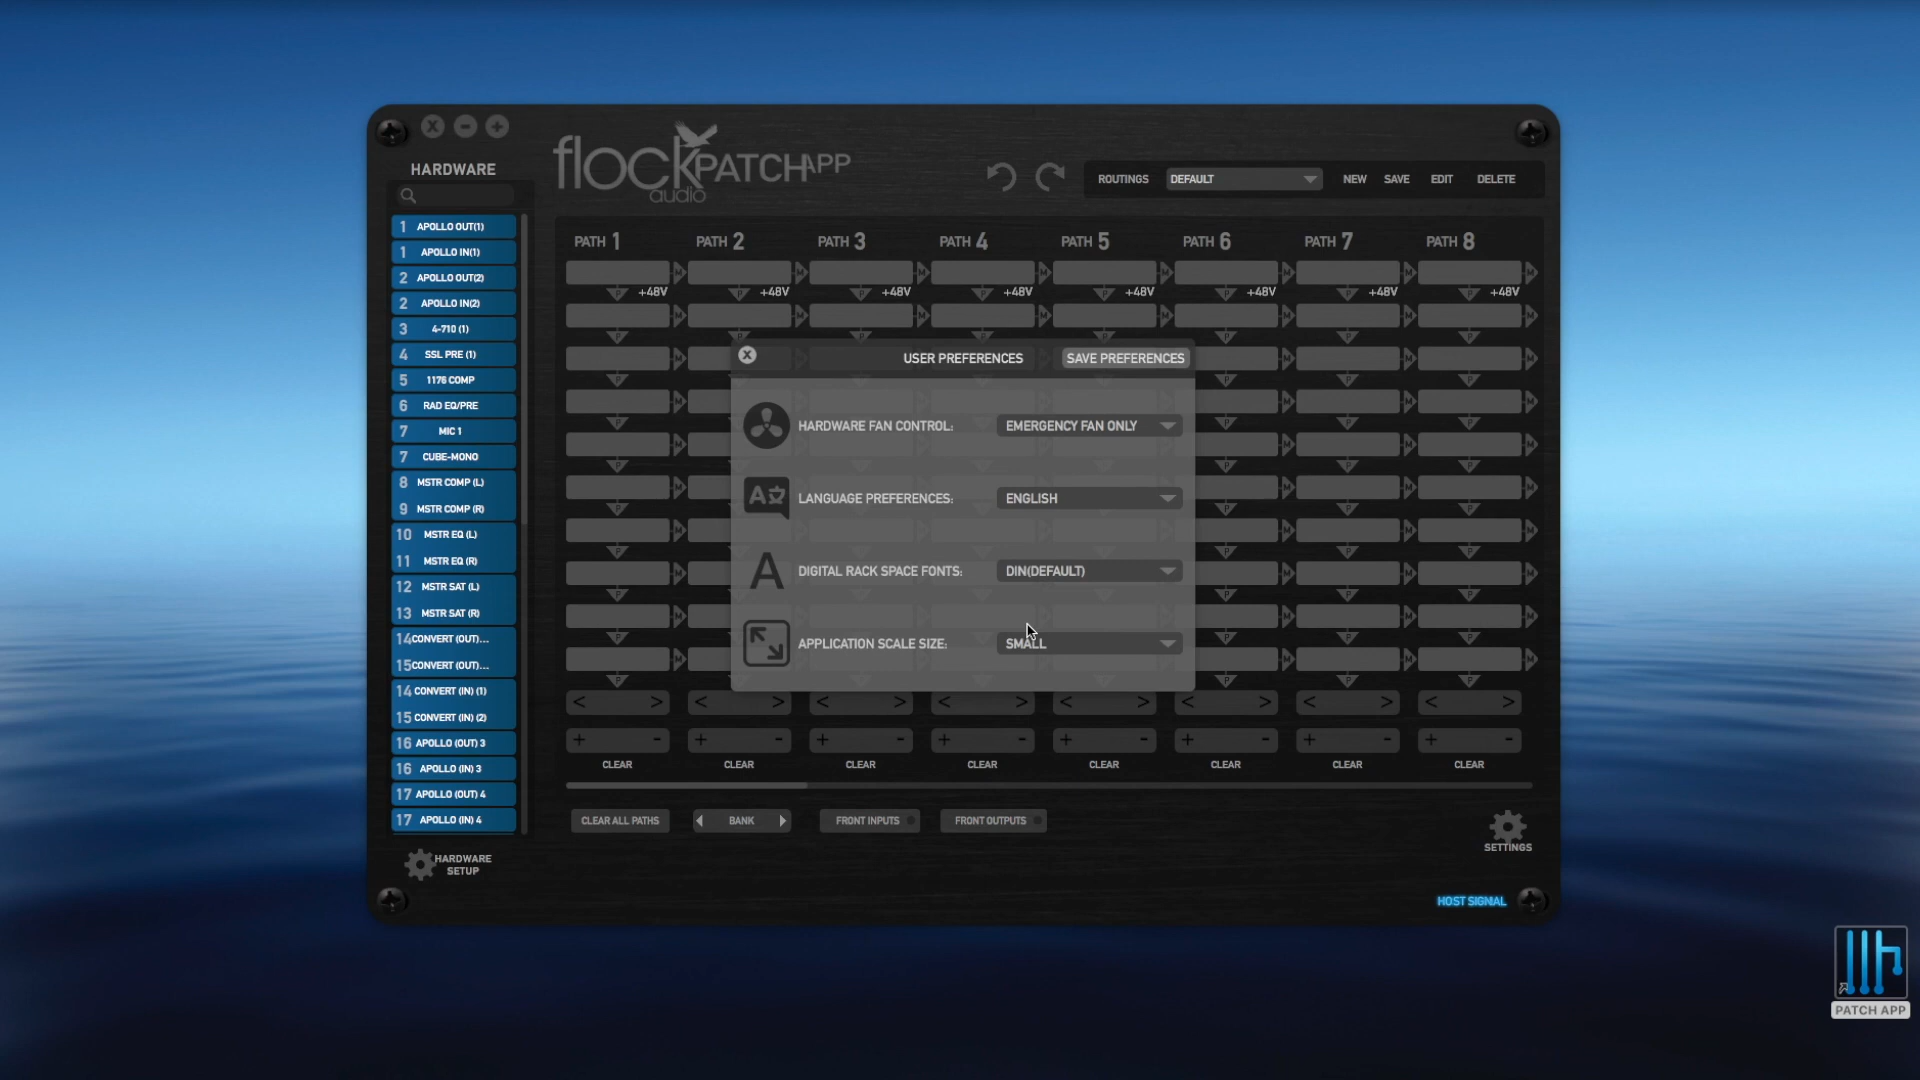 HARDWARE
flock PATCHAPP
audio
ROUTINGS DEFAULT NEW SAVE EDIT DELETE
1 APOLLO OUT(1)
1 APOLLO IN(1)
2 APOLLO OUT(2)
2 APOLLO IN(2)
3 4-710 (1)
4 SSL PRE (1)
5 1176 COMP
6 RAD EQ/PRE
7 MIC 1
7 CUBE-MONO
8 MSTR COMP (L)
9 MSTR COMP (R)
10 MSTR EQ (L)
11 MSTR EQ (R)
12 MSTR SAT (L)
13 MSTR SAT (R)
14 CONVERT (OUT)...
15 CONVERT (OUT)...
14 CONVERT (IN) (1)
15 CONVERT (IN) (2)
16 APOLLO (OUT) 3
16 APOLLO (IN) 3
17 APOLLO (OUT) 4
17 APOLLO (IN) 4
HARDWARE
SETUP
PATH 1 PATH 2 PATH 3 PATH 4 PATH 5 PATH 6 PATH 7 PATH 8
+48V +48V +48V +48V +48V +48V +48V +48V
USER PREFERENCES SAVE PREFERENCES
HARDWARE FAN CONTROL: EMERGENCY FAN ONLY
LANGUAGE PREFERENCES: ENGLISH
DIGITAL RACK SPACE FONTS: DIN(DEFAULT)
APPLICATION SCALE SIZE: SMALL
CLEAR CLEAR CLEAR CLEAR CLEAR CLEAR CLEAR CLEAR
CLEAR ALL PATHS BANK FRONT INPUTS FRONT OUTPUTS
SETTINGS
HOST SIGNAL
PATCH APP